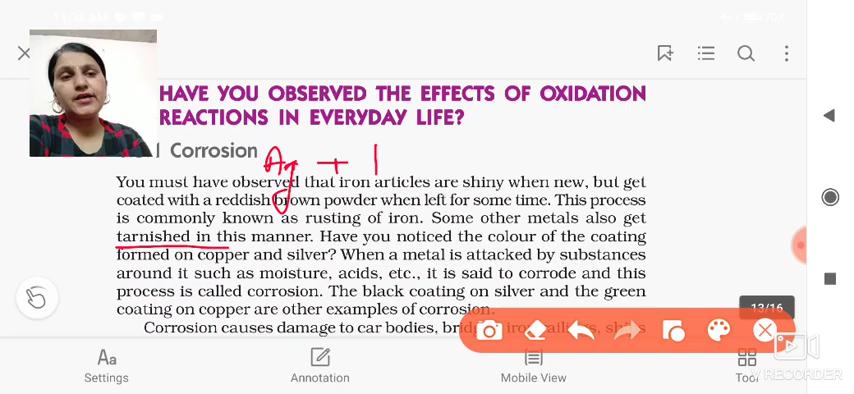 HAVE YOU OBSERVED THE EFFECTS OF OXIDATION
REACTIONS IN EVERYDAY LIFE?
Corrosion
Ag + 1
You must have observed that iron articles are shiny when new, but get
coated with a reddish brown powder when left for some time. This process
is commonly known as rusting of iron. Some other metals also get
tarnished in this manner. Have you noticed the colour of the coating
formed on copper and silver? When a metal is attacked by substances
around it such as moisture, acids, etc., it is said to corrode and this
process is called corrosion. The black coating on silver and the green
coating on copper are other examples of corrosion.
13/16
Corrosion causes damage to car bodies,
Aa
Settings
Annotation
Mobile View
Tool
V RECORDER